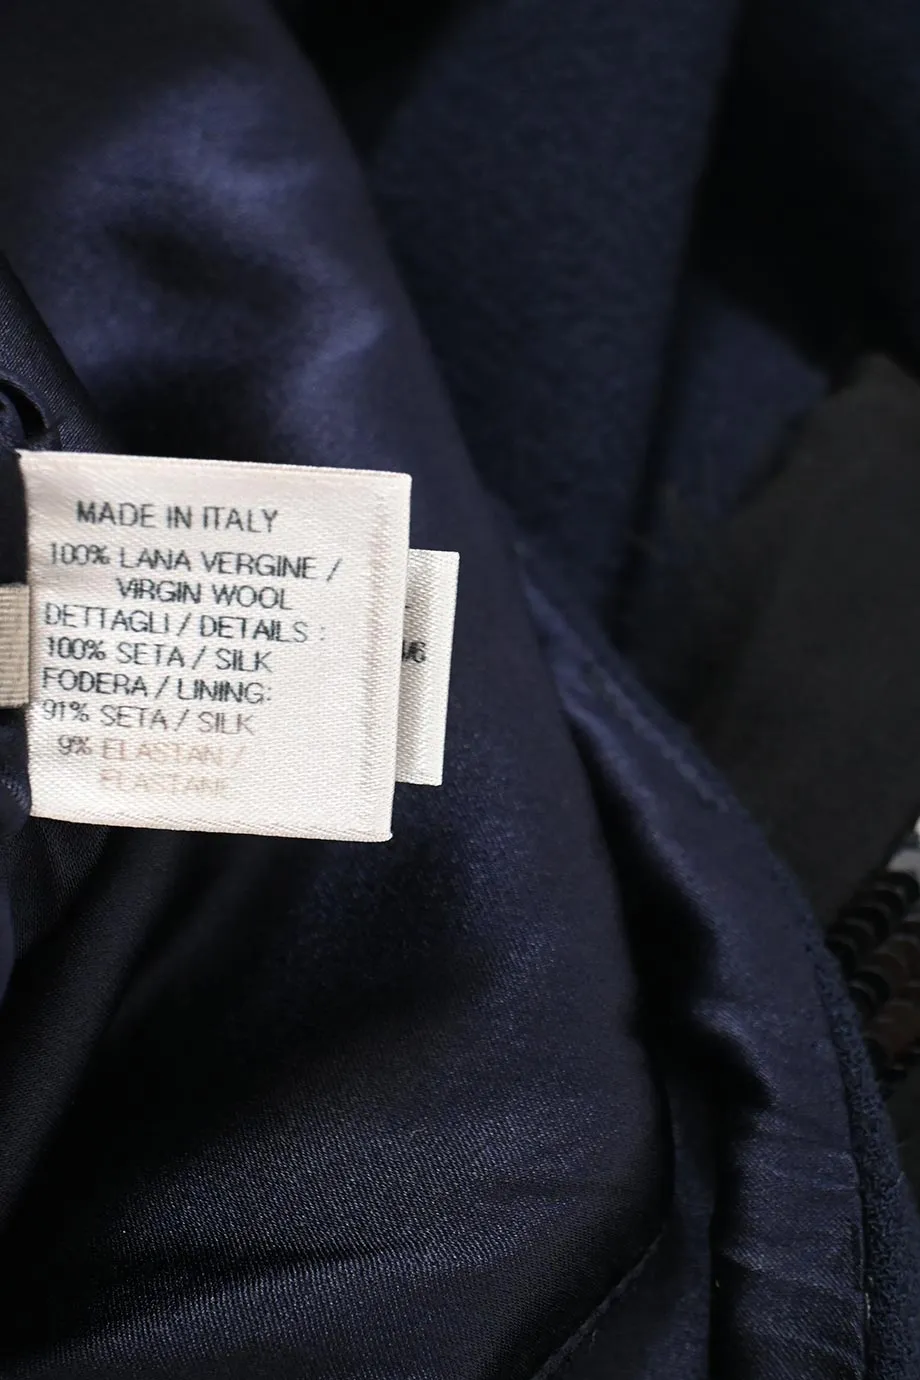 MADE IN ITALY
100% LANA VERGINE /
VIRGIN WOOL
DETTAGLI / DETAILS :
100% SETA / SILK
FODERA / LINING:
91% SETA / SILK
9% ELASTAN /
ELASTANE